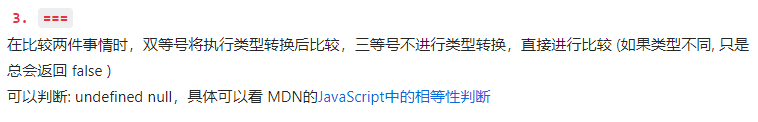 3. ===
在比较两件事情时，双等号将执行类型转换后比较，三等号不进行类型转换，直接进行比较 (如果类型不同, 只是
总会返回 false )
可以判断: undefined null，具体可以看 MDN的JavaScript中的相等性判断